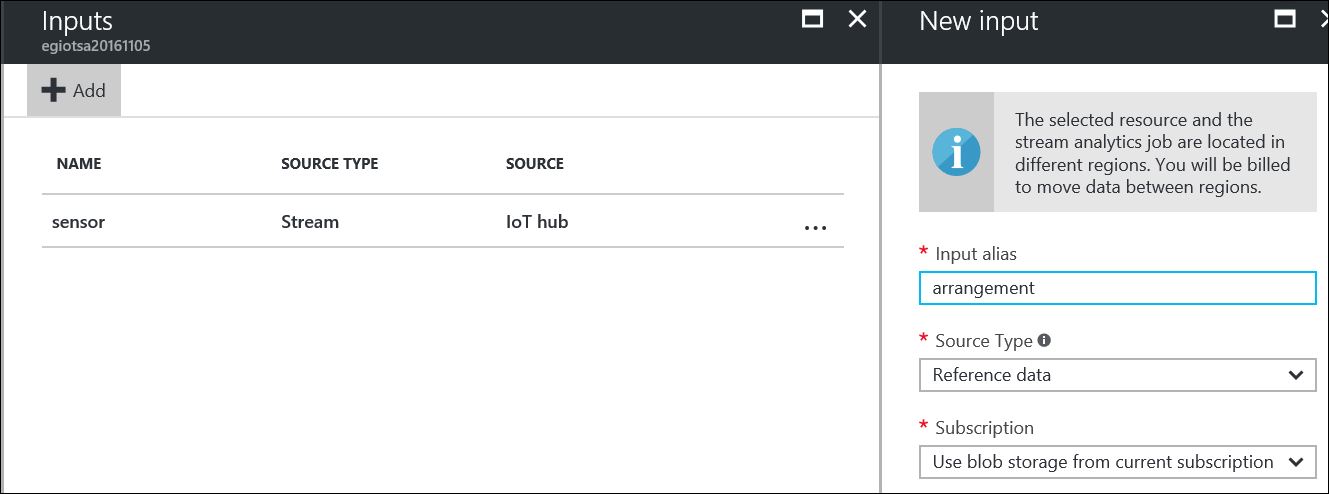 Inputs
egiotsa20161105
Add
NAME SOURCE TYPE SOURCE
sensor Stream IoT hub ...
New input
The selected resource and the
stream analytics job are located in
different regions. You will be billed
to move data between regions.
* Input alias
arrangement
* Source Type
Reference data
* Subscription
Use blob storage from current subscription